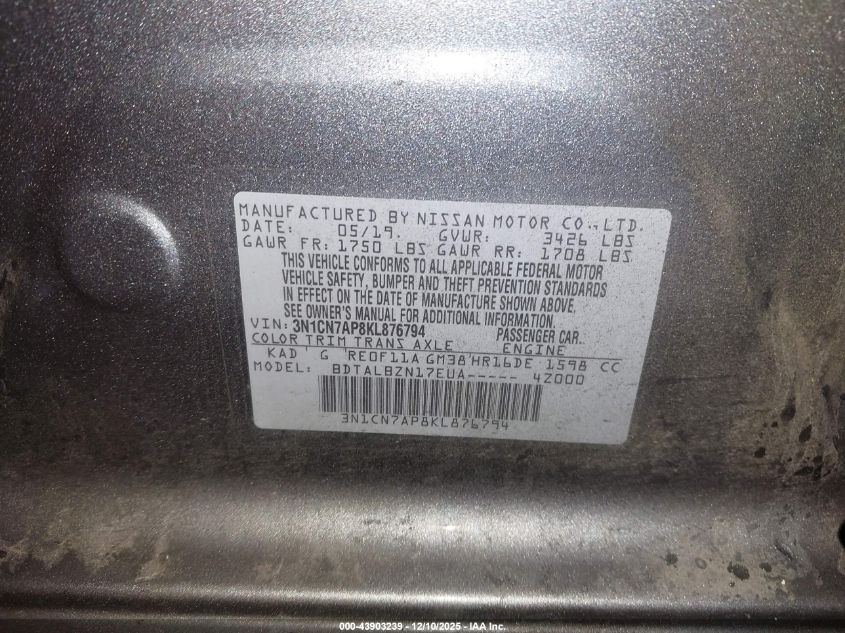 MANUFACTURED BY NISSAN MOTOR CO.,LTD.
DATE: 05/19. GVWR: 3426 LBS
GAWR FR: 1750 LBS GAWR RR: 1708 LBS
THIS VEHICLE CONFORMS TO ALL APPLICABLE FEDERAL MOTOR
VEHICLE SAFETY, BUMPER AND THEFT PREVENTION STANDARDS
IN EFFECT ON THE DATE OF MANUFACTURE SHOWN ABOVE.
SEE OWNER'S MANUAL FOR ADDITIONAL INFORMATION.
VIN: 3N1CN7AP8KL876794 PASSENGER CAR.
COLOR TRIM TRANS AXLE ENGINE
KAD G RE0F11A GM38 HR16DE 1598 CC
MODEL: BDTALBZN17EUA----- 4Z000
3N1CN7AP8KL876794
000-43903239 - 12/10/2025 - IAA Inc.